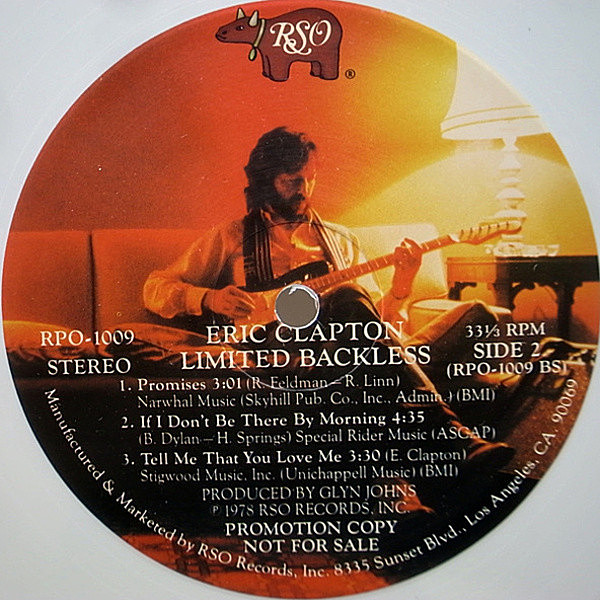 RSO
®
RPO-1009
STEREO
ERIC CLAPTON
LIMITED BACKLESS
33⅓ RPM
SIDE 2
(RPO-1009 BS)
1. Promises 3:01 (R. Feldman—R. Linn)
Narwhal Music (Skyhill Pub. Co., Inc., Admin.) (BMI)
2. If I Don't Be There By Morning 4:35
(B. Dylan—H. Springs) Special Rider Music (ASCAP)
3. Tell Me That You Love Me 3:30 (E. Clapton)
Stigwood Music, Inc. (Unichappell Music) (BMI)
PRODUCED BY GLYN JOHNS
℗ 1978 RSO RECORDS, INC.
PROMOTION COPY
NOT FOR SALE
Manufactured & Marketed by RSO Records, Inc. 8335 Sunset Blvd., Los Angeles, CA 90069